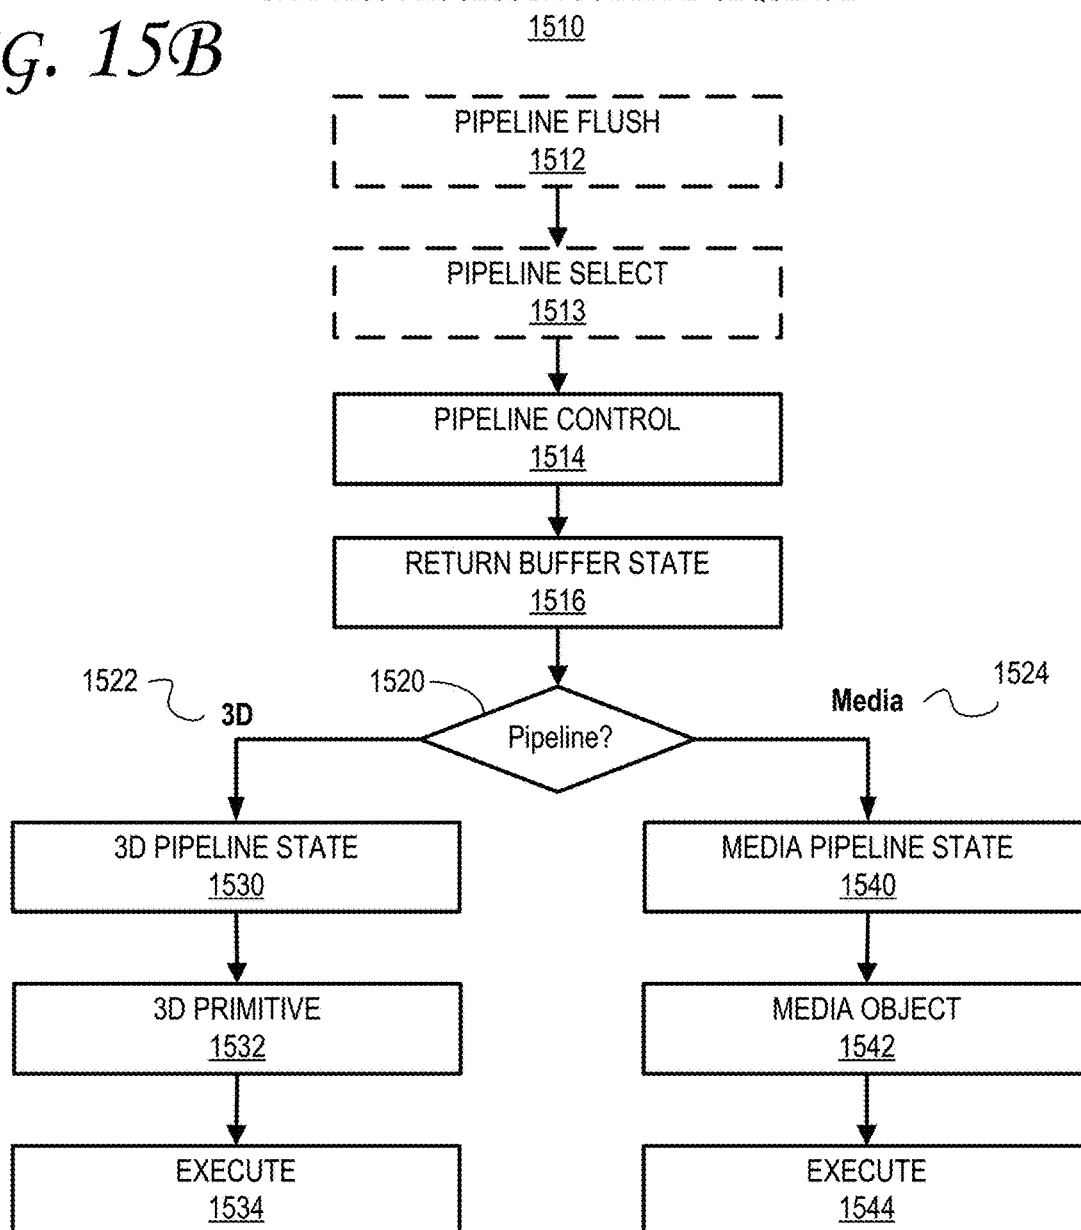 G. 15B
1510
PIPELINE FLUSH
1512
PIPELINE SELECT
1513
PIPELINE CONTROL
1514
RETURN BUFFER STATE
1516
1522
1520
1524
3D
Media
Pipeline?
3D PIPELINE STATE
1530
MEDIA PIPELINE STATE
1540
3D PRIMITIVE
1532
MEDIA OBJECT
1542
EXECUTE
1534
EXECUTE
1544